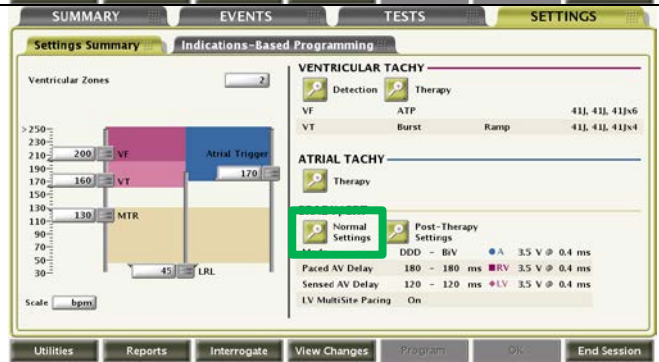 SUMMARY EVENTS TESTS SETTINGS
Settings Summary Indications-Based Programming
Ventricular Zones 2
>250
230
210
190
170
150
130
110
90
70
50
30
200 VF
160 VT
130 MTR
Atrial Trigger
170
45 LRL
Scale bpm
VENTRICULAR TACHY
Detection Therapy
VF ATP 41J, 41J, 41Jx6
VT Burst Ramp 41J, 41J, 41Jx4
ATRIAL TACHY
Therapy
Normal Settings
Post-Therapy Settings
DDD - BiV A 3.5 V @ 0.4 ms
Paced AV Delay 180 - 180 ms RV 3.5 V @ 0.4 ms
Sensed AV Delay 120 - 120 ms LV 3.5 V @ 0.4 ms
LV MultiSite Pacing On
Utilities Reports Interrogate View Changes Program End Session